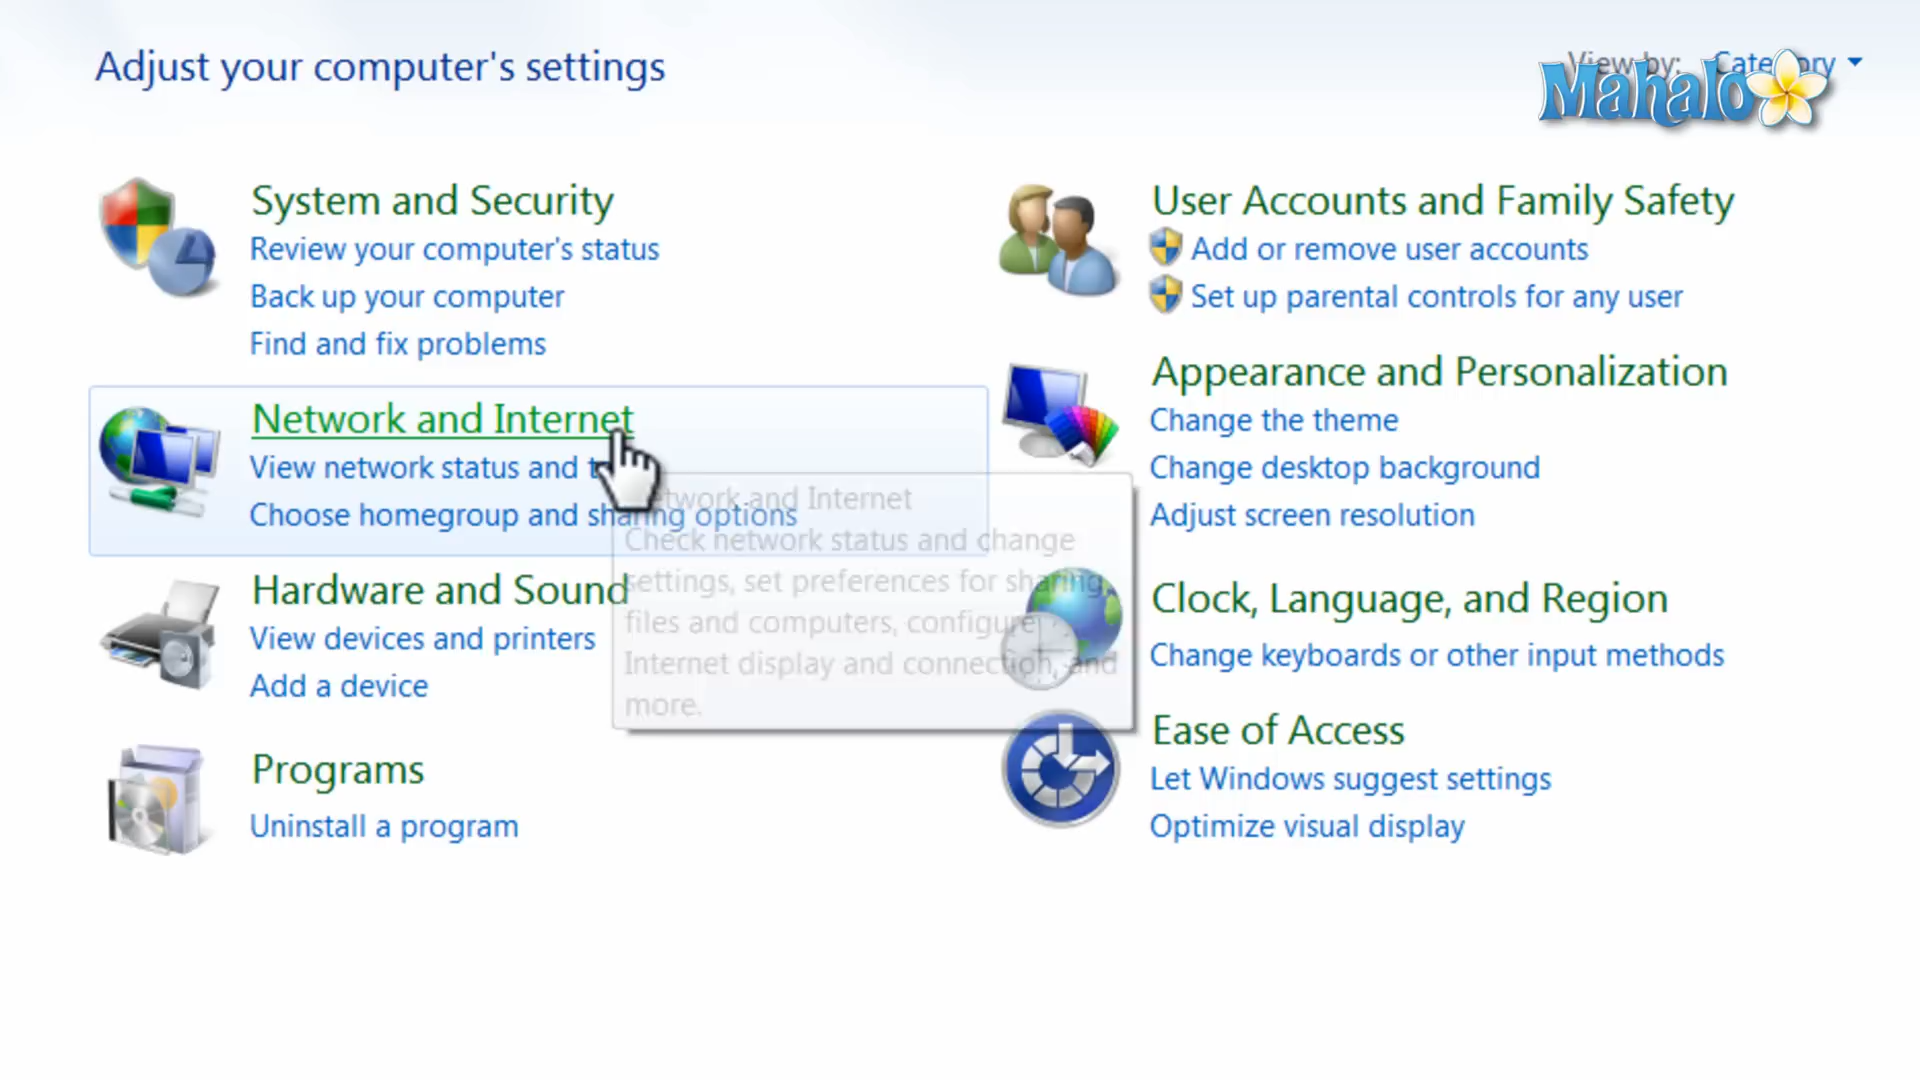 Adjust your computer's settings
View by: Category
Mahalo
System and Security
Review your computer's status
Back up your computer
Find and fix problems
Network and Internet
View network status and
Choose homegroup and sharing options
Network and Internet
Check network status and change
settings, set preferences for sharing
files and computers, configure
Internet display and connection, and
more.
Hardware and Sound
View devices and printers
Add a device
Programs
Uninstall a program
User Accounts and Family Safety
Add or remove user accounts
Set up parental controls for any user
Appearance and Personalization
Change the theme
Change desktop background
Adjust screen resolution
Clock, Language, and Region
Change keyboards or other input methods
Ease of Access
Let Windows suggest settings
Optimize visual display